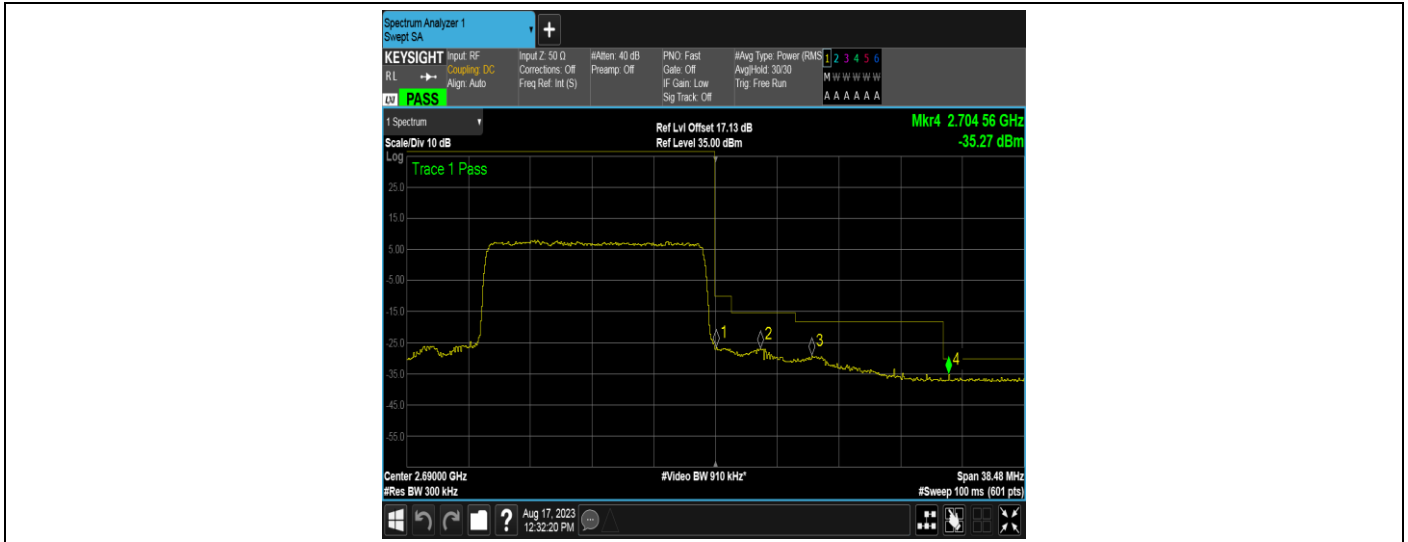 Spectrum Analyzer 1
Swept SA
KEYSIGHT
RL
LXI PASS
Input: RF
Coupling: DC
Align: Auto
Input Z: 50 Ω
Corrections: Off
Freq Ref: Int (S)
#Atten: 40 dB
Preamp: Off
PNO: Fast
Gate: Off
IF Gain: Low
Sig Track: Off
#Avg Type: Power (RMS
Avg|Hold: 30/30
Trig: Free Run
1 2 3 4 5 6
M W W W W W
A A A A A A
1 Spectrum
Scale/Div 10 dB
Ref Lvl Offset 17.13 dB
Ref Level 35.00 dBm
Mkr4 2.704 56 GHz
-35.27 dBm
Log
Trace 1 Pass
25.0
15.0
5.00
-5.00
-15.0
-25.0
-35.0
-45.0
-55.0
1
2
3
4
Center 2.69000 GHz
#Res BW 300 kHz
#Video BW 910 kHz*
Span 38.48 MHz
#Sweep 100 ms (601 pts)
?
Aug 17, 2023
12:32:20 PM